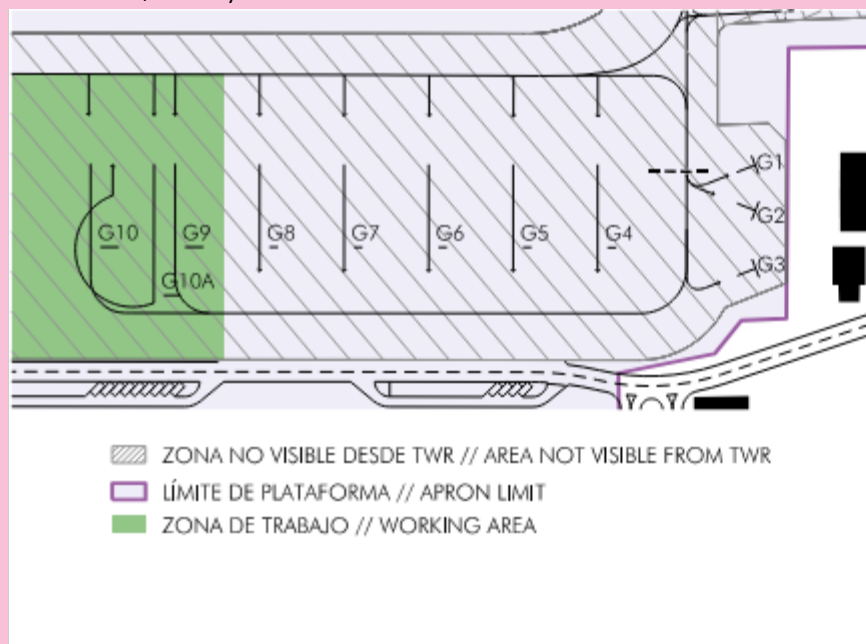 G1
G2
G10 G9 G8 G7 G6 G5 G4
G3
G10A
ZONA NO VISIBLE DESDE TWR // AREA NOT VISIBLE FROM TWR
LÍMITE DE PLATAFORMA // APRON LIMIT
ZONA DE TRABAJO // WORKING AREA